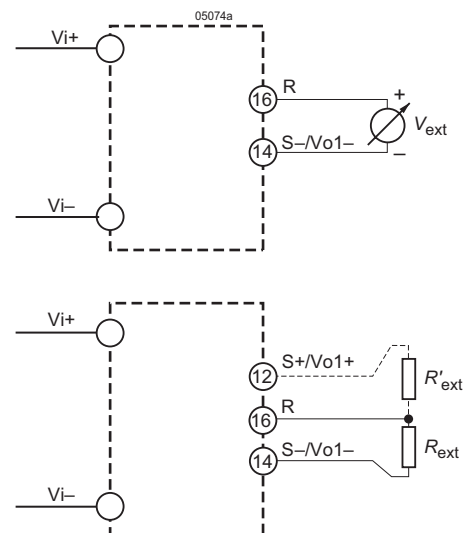 05074a
Vi+
16 R
+
Vext
14 S–/Vo1–
–
Vi–
Vi+
12 S+/Vo1+
R'ext
16 R
Rext
14 S–/Vo1–
Vi–